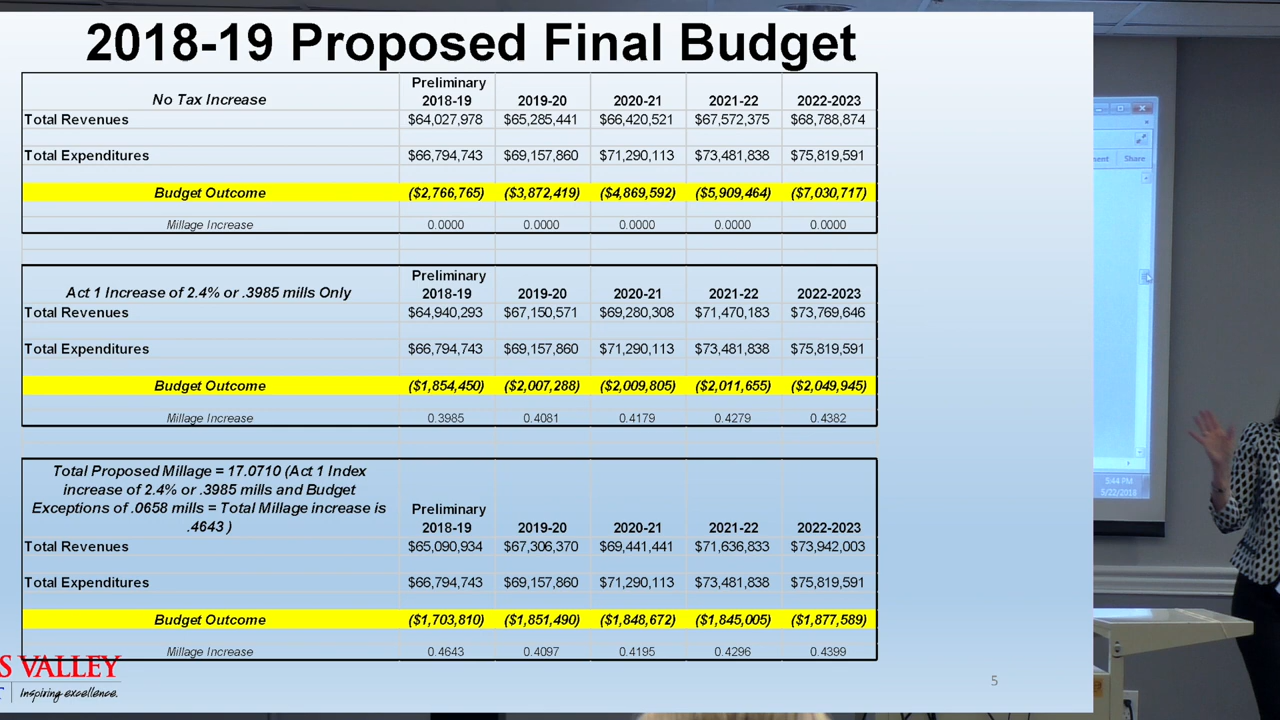 2018-19 Proposed Final Budget
No Tax Increase Preliminary 2018-19 2019-20 2020-21 2021-22 2022-2023
Total Revenues $64,027,978 $65,285,441 $66,420,521 $67,572,375 $68,788,874
Total Expenditures $66,794,743 $69,157,860 $71,290,113 $73,481,838 $75,819,591
Budget Outcome ($2,766,765) ($3,872,419) ($4,869,592) ($5,909,464) ($7,030,717)
Millage Increase 0.0000 0.0000 0.0000 0.0000 0.0000
Act 1 Increase of 2.4% or .3985 mills Only Preliminary 2018-19 2019-20 2020-21 2021-22 2022-2023
Total Revenues $64,940,293 $67,150,571 $69,280,308 $71,470,183 $73,769,646
Total Expenditures $66,794,743 $69,157,860 $71,290,113 $73,481,838 $75,819,591
Budget Outcome ($1,854,450) ($2,007,288) ($2,009,805) ($2,011,655) ($2,049,945)
Millage Increase 0.3985 0.4081 0.4179 0.4279 0.4382
Total Proposed Millage = 17.0710 (Act 1 Index
increase of 2.4% or .3985 mills and Budget
Exceptions of .0658 mills = Total Millage increase is
.4643 )
Preliminary
2018-19 2019-20 2020-21 2021-22 2022-2023
Total Revenues $65,090,934 $67,306,370 $69,441,441 $71,636,833 $73,942,003
Total Expenditures $66,794,743 $69,157,860 $71,290,113 $73,481,838 $75,819,591
Budget Outcome ($1,703,810) ($1,851,490) ($1,848,672) ($1,845,005) ($1,877,589)
Millage Increase 0.4643 0.4097 0.4195 0.4296 0.4399
S VALLEY
Inspiring excellence.
5
ment Share
5:44 PM
5/22/2018